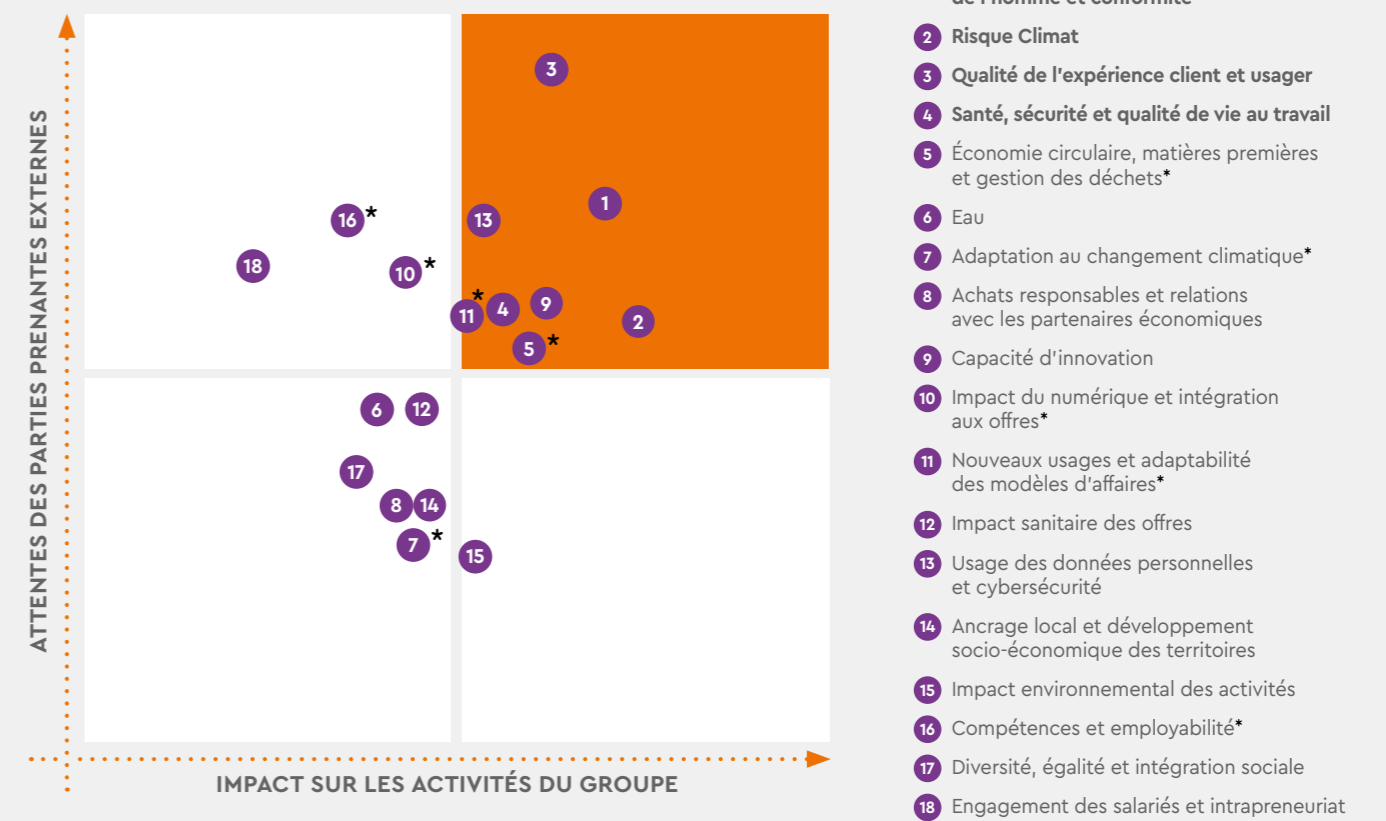 ATTENTES DES PARTIES PRENANTES EXTERNES
3
1
16*
13
18
10*
11*
4
9
2
5*
6
12
17
8
14
7*
15
IMPACT SUR LES ACTIVITÉS DU GROUPE
de l'homme et conformité
2 Risque Climat
3 Qualité de l'expérience client et usager
4 Santé, sécurité et qualité de vie au travail
5 Économie circulaire, matières premières
et gestion des déchets*
6 Eau
7 Adaptation au changement climatique*
8 Achats responsables et relations
avec les partenaires économiques
9 Capacité d'innovation
10 Impact du numérique et intégration
aux offres*
11 Nouveaux usages et adaptabilité
des modèles d'affaires*
12 Impact sanitaire des offres
13 Usage des données personnelles
et cybersécurité
14 Ancrage local et développement
socio-économique des territoires
15 Impact environnemental des activités
16 Compétences et employabilité*
17 Diversité, égalité et intégration sociale
18 Engagement des salariés et intrapreneuriat